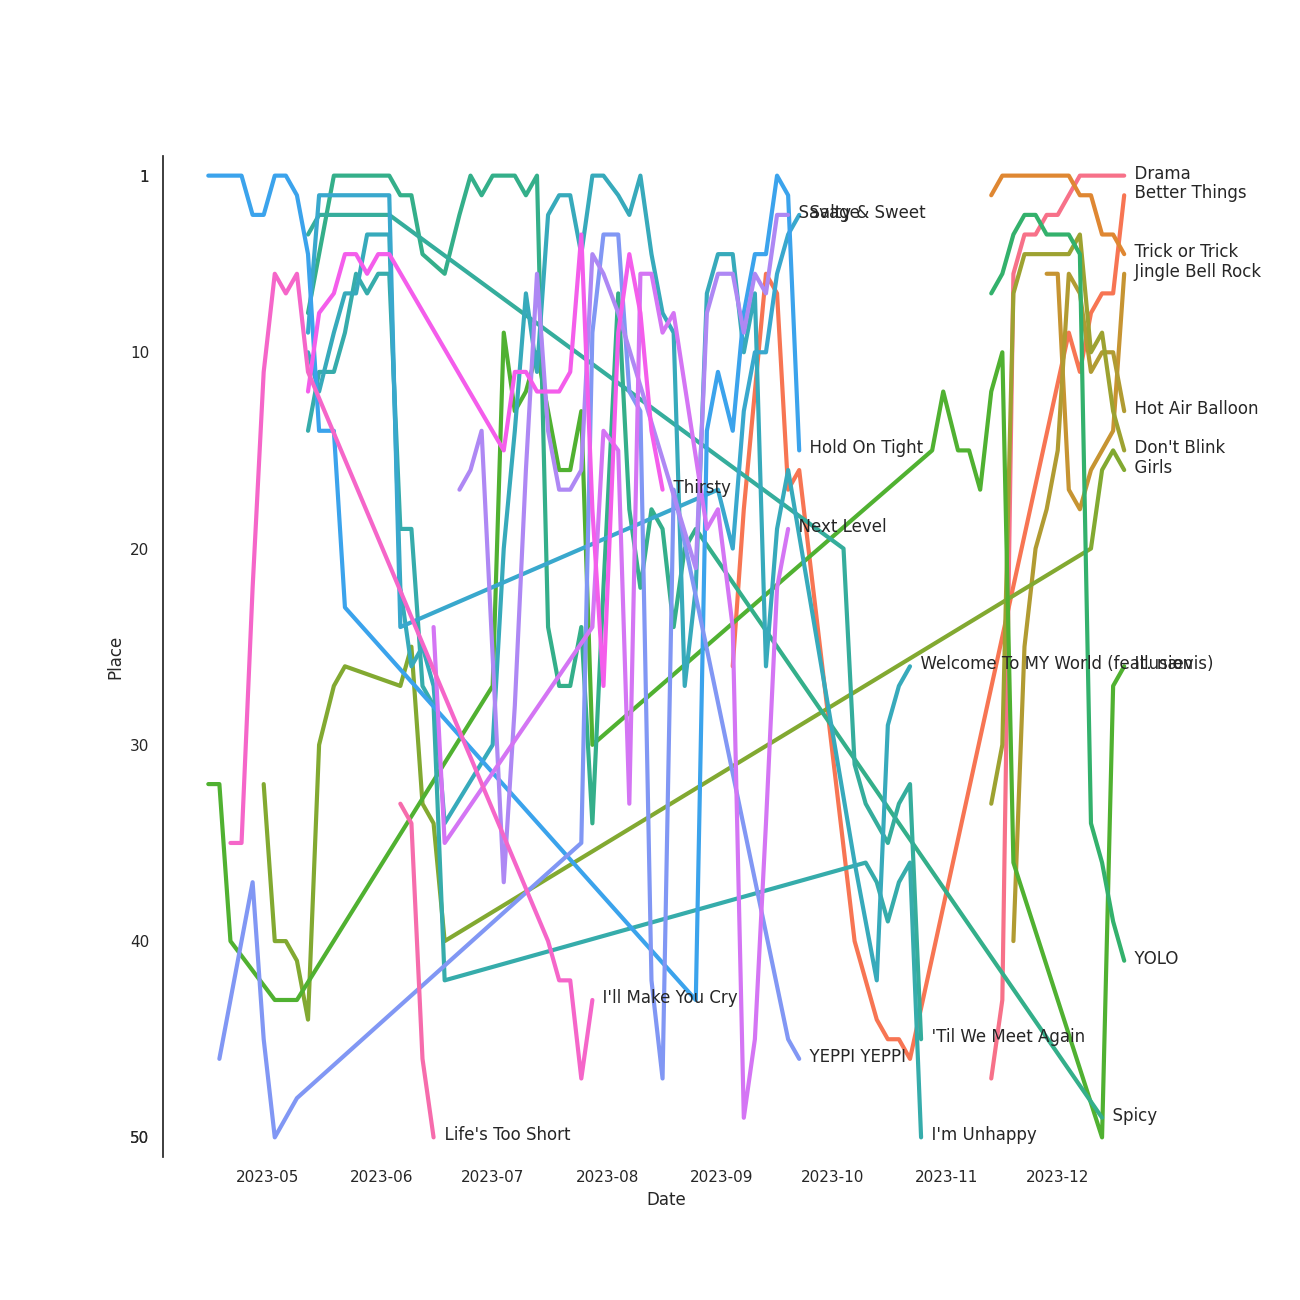 1
10
20
30
40
50
Place
2023-05
2023-06
2023-07
2023-08
2023-09
2023-10
2023-11
2023-12
Date
Drama
Better Things
Salty & Sweet
Trick or Trick
Jingle Bell Rock
Hot Air Balloon
Hold On Tight
Don't Blink
Girls
Thirsty
Next Level
Welcome To MY World (feat. nævis)
Illusion
YOLO
I'll Make You Cry
'Til We Meet Again
YEPPI YEPPI
Spicy
Life's Too Short
I'm Unhappy